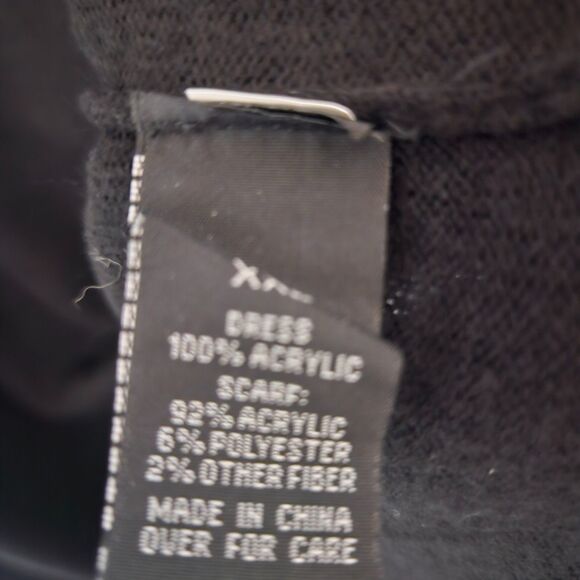 DRESS
100% ACRYLIC
SCARF:
92% ACRYLIC
6% POLYESTER
2% OTHER FIBER
MADE IN CHINA
OVER FOR CARE